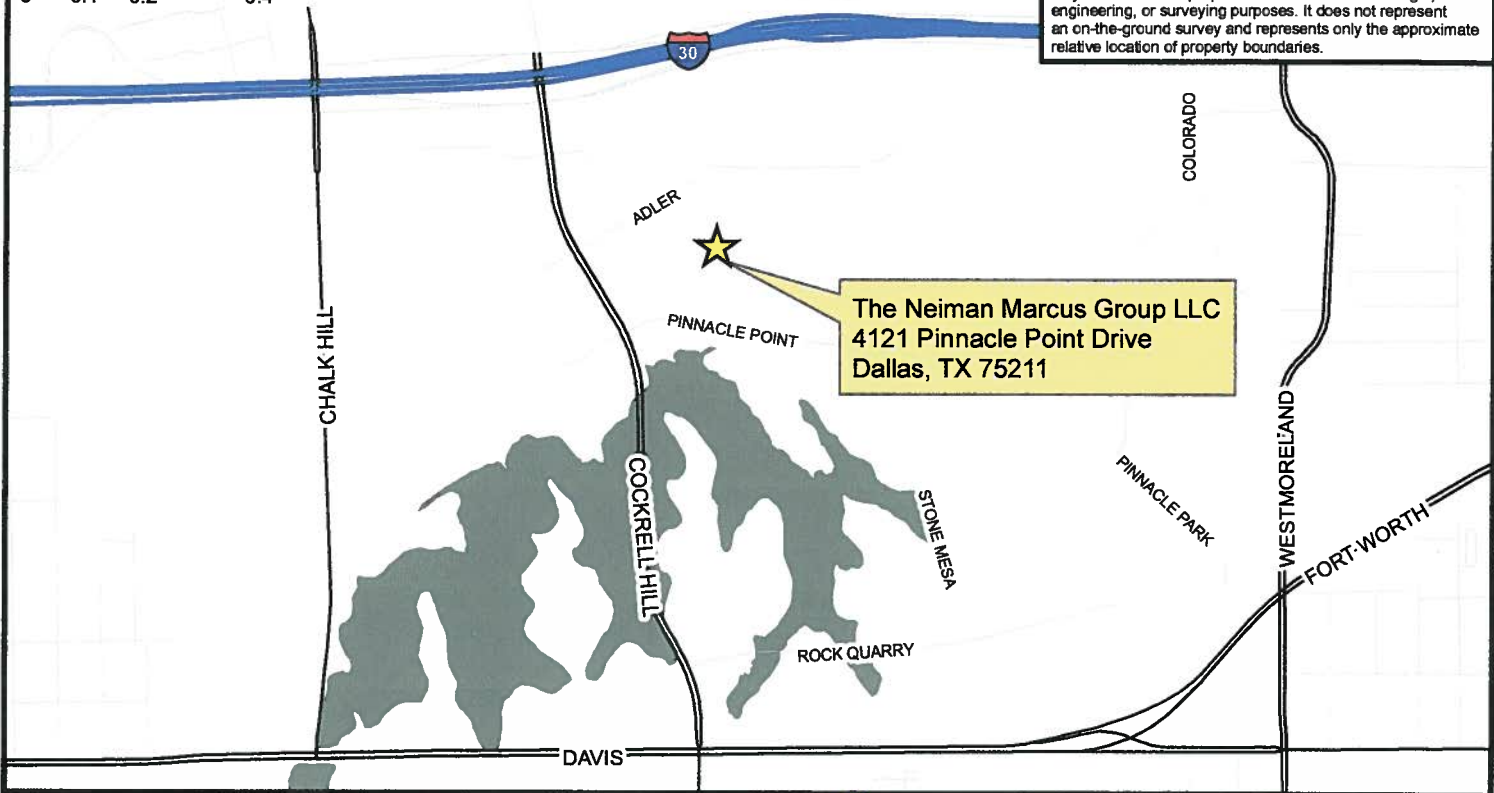 engineering, or surveying purposes. It does not represent
an on-the-ground survey and represents only the approximate
relative location of property boundaries.
30
COLORADO
ADLER
The Neiman Marcus Group LLC
4121 Pinnacle Point Drive
Dallas, TX 75211
PINNACLE POINT
CHALK HILL
WESTMORELAND
COCKRELL HILL
PINNACLE PARK
STONE MESA
FORT WORTH
ROCK QUARRY
DAVIS